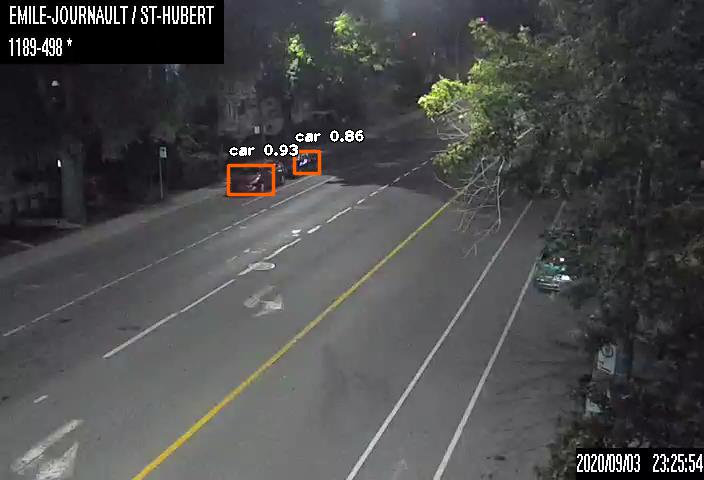 EMILE-JOURNAULT / ST-HUBERT
1189-498 *
car 0.93
car 0.86
2020/09/03 23:25:54